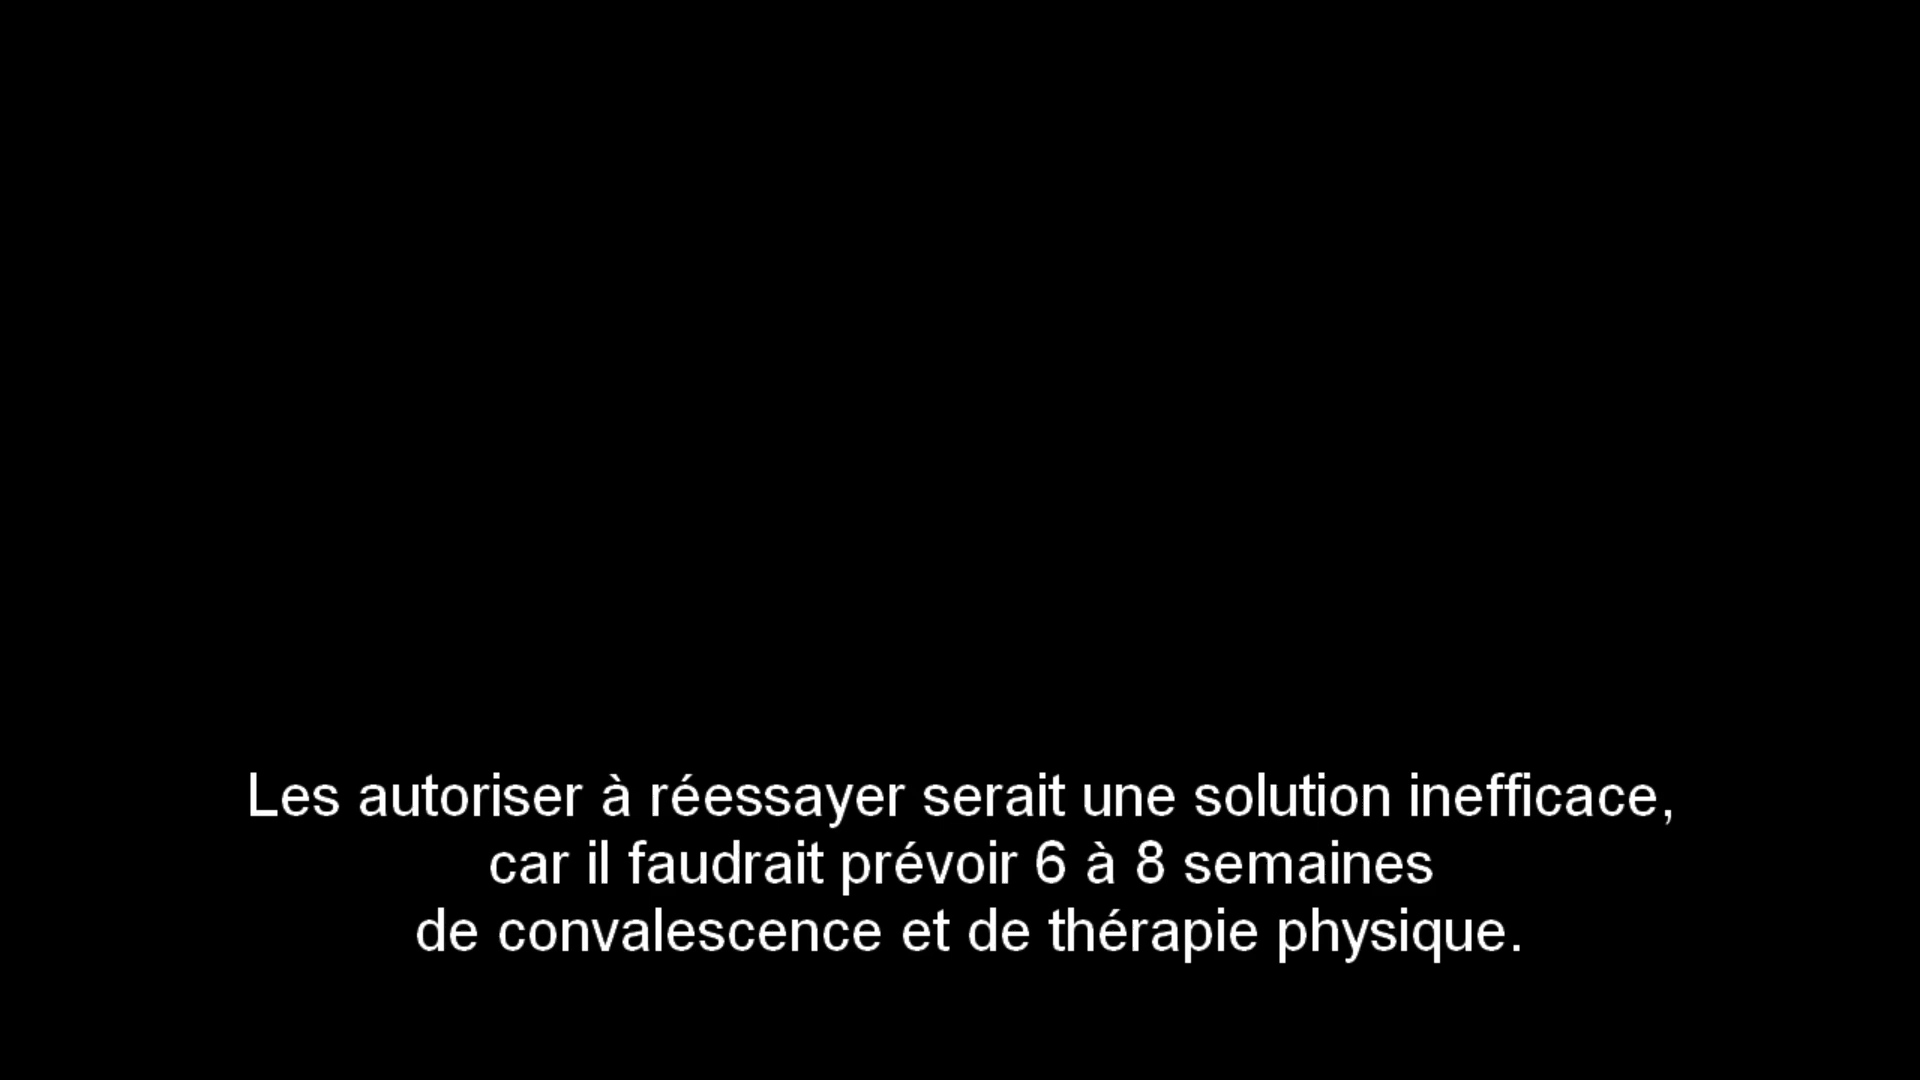 Les autoriser à réessayer serait une solution inefficace,
car il faudrait prévoir 6 à 8 semaines
de convalescence et de thérapie physique.